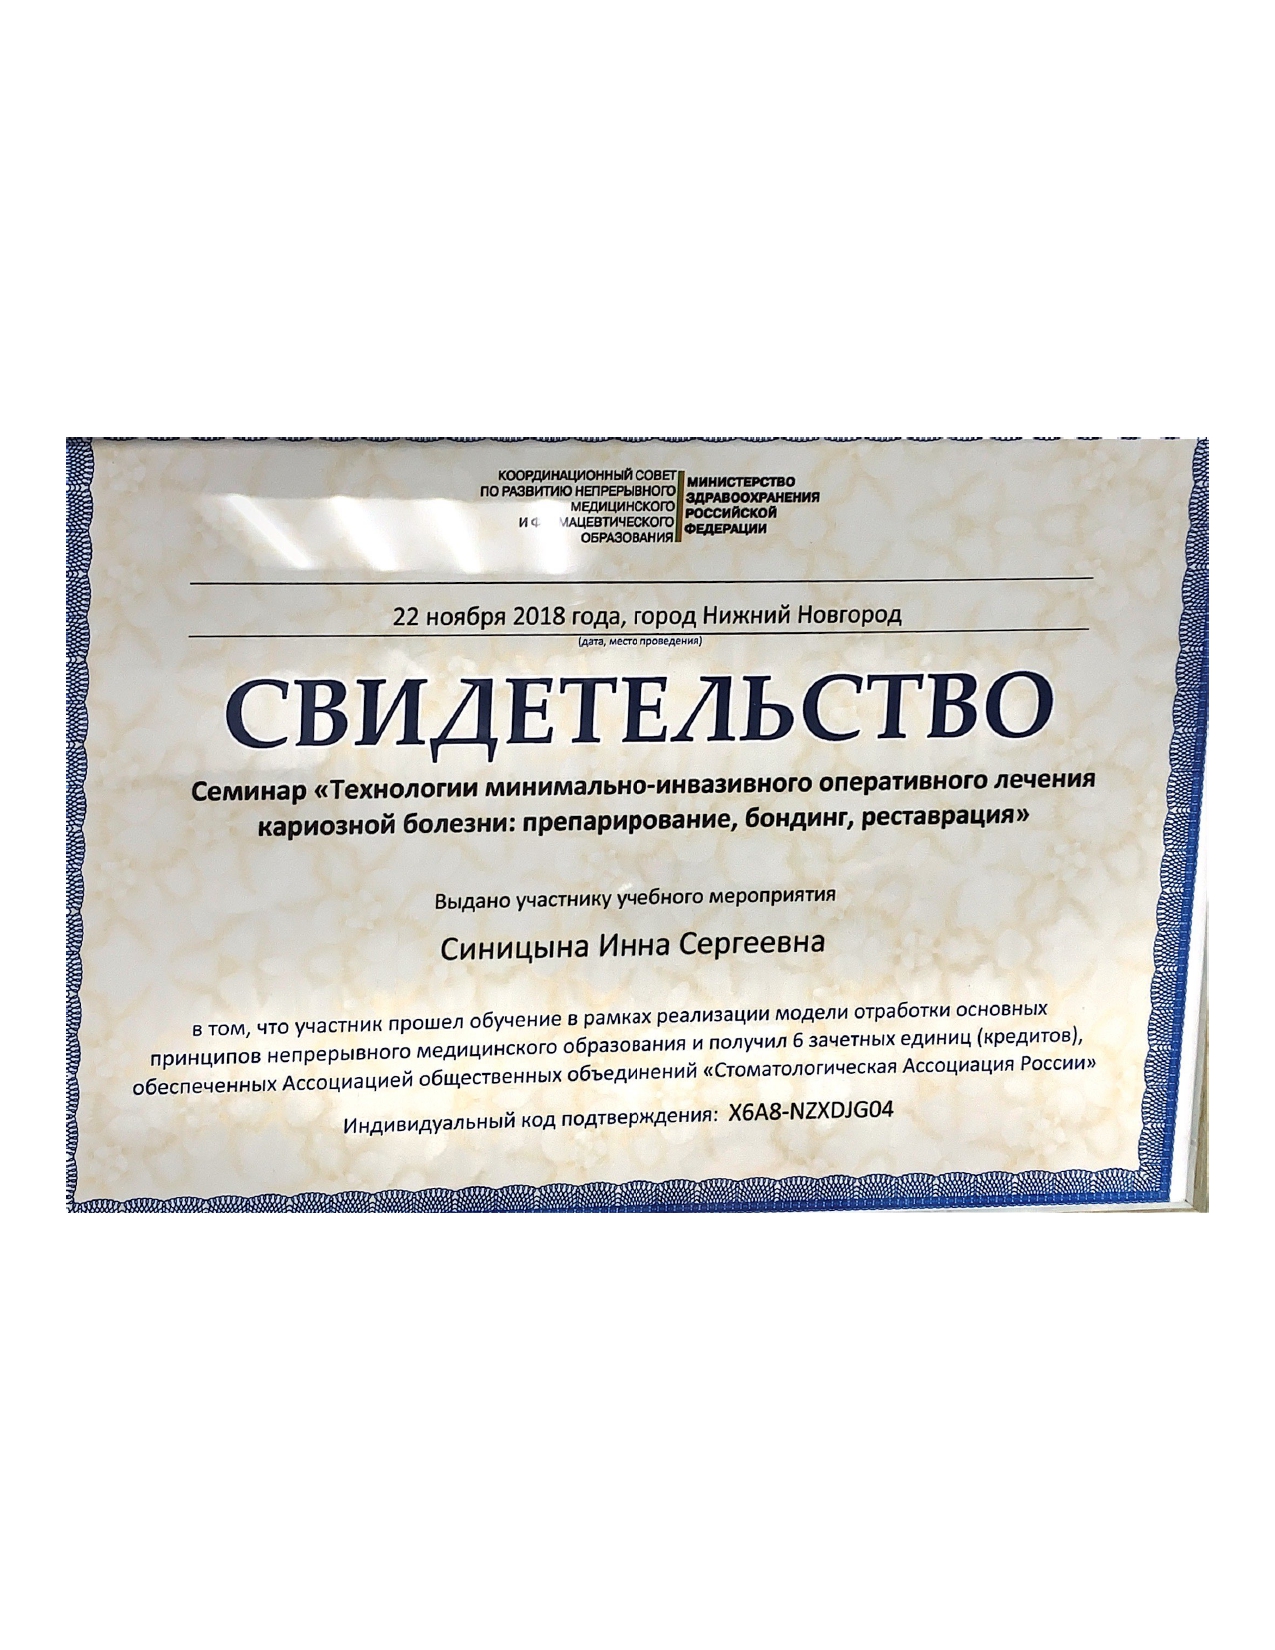 КООРДИНАЦИОННЫЙ СОВЕТ
ПО РАЗВИТИЮ НЕПРЕРЫВНОГО
МЕДИЦИНСКОГО
И Ф МАЦЕВТИЧЕСКОГО
ОБРАЗОВАНИЯ
МИНИСТЕРСТВО
ЗДРАВООХРАНЕНИЯ
РОССИЙСКОЙ
ФЕДЕРАЦИИ
22 ноября 2018 года, город Нижний Новгород
(дата, место проведения)
СВИДЕТЕЛЬСТВО
Семинар «Технологии минимально-инвазивного оперативного лечения
кариозной болезни: препарирование, бондинг, реставрация»
Выдано участнику учебного мероприятия
Синицына Инна Сергеевна
в том, что участник прошел обучение в рамках реализации модели отработки основных
принципов непрерывного медицинского образования и получил 6 зачетных единиц (кредитов),
обеспеченных Ассоциацией общественных объединений «Стоматологическая Ассоциация России»
Индивидуальный код подтверждения: X6A8-NZXDJG04